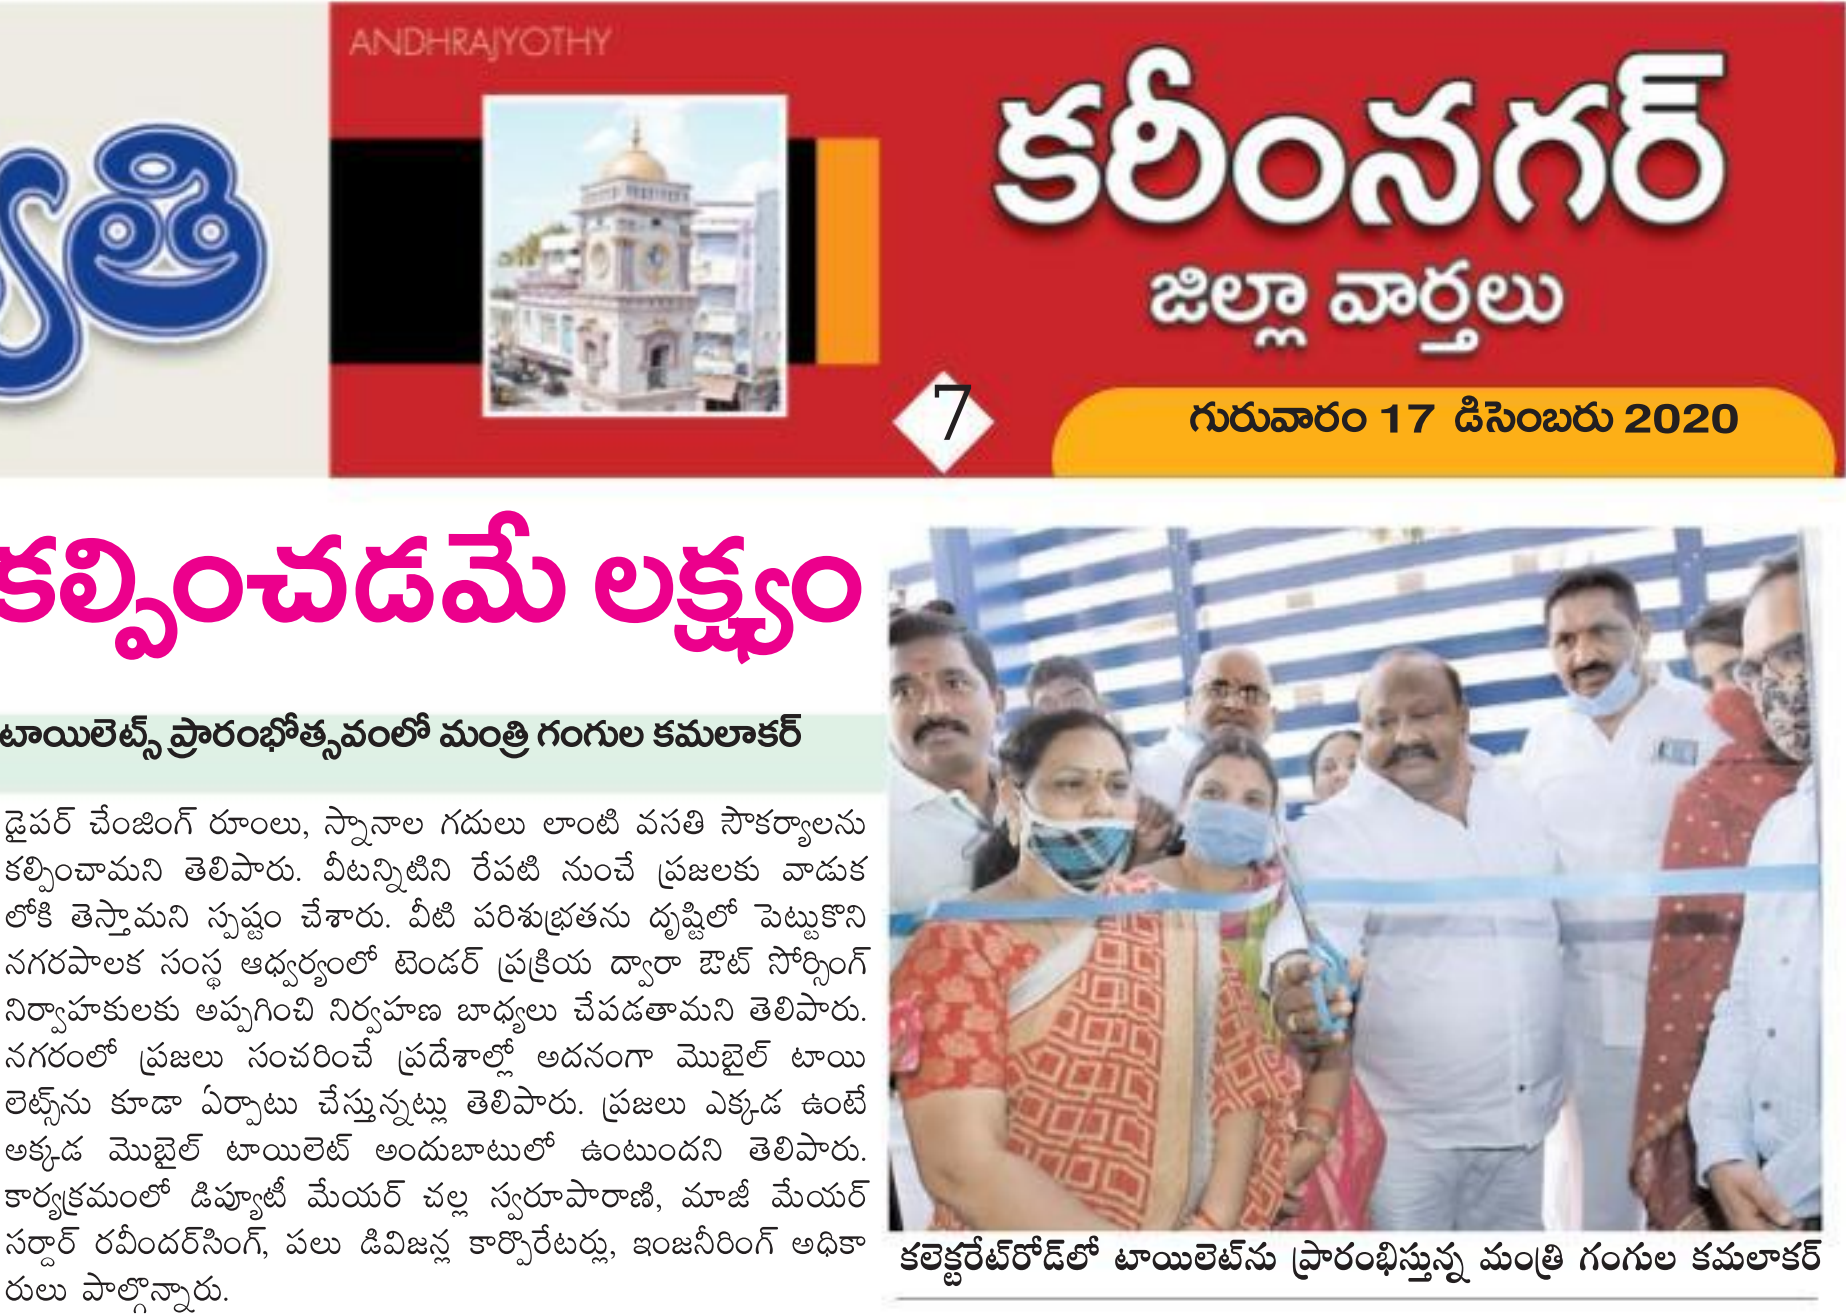 ANDHRAJYOTHY
కరీంనగర్
జిల్లా వార్తలు
7
గురువారం 17 డిసెంబరు 2020
కల్పించడమే లక్ష్యం
టాయిలెట్స్ ప్రారంభోత్సవంలో మంత్రి గంగుల కమలాకర్
డైపర్ చేంజింగ్ రూంలు, స్నానాల గదులు లాంటి వసతి సౌకర్యాలను
కల్పించామని తెలిపారు. వీటన్నిటిని రేపటి నుంచే ప్రజలకు వాడుక
లోకి తెస్తామని స్పష్టం చేశారు. వీటి పరిశుభ్రతను దృష్టిలో పెట్టుకొని
నగరపాలక సంస్థ ఆధ్వర్యంలో టెండర్ ప్రక్రియ ద్వారా ఔట్ సోర్సింగ్
నిర్వాహకులకు అప్పగించి నిర్వహణ బాధ్యలు చేపడతామని తెలిపారు.
నగరంలో ప్రజలు సంచరించే ప్రదేశాల్లో అదనంగా మొబైల్ టాయి
లెట్స్‌ను కూడా ఏర్పాటు చేస్తున్నట్లు తెలిపారు. ప్రజలు ఎక్కడ ఉంటే
అక్కడ మొబైల్ టాయిలెట్ అందుబాటులో ఉంటుందని తెలిపారు.
కార్యక్రమంలో డిప్యూటీ మేయర్ చల్ల స్వరూపారాణి, మాజీ మేయర్
సర్దార్ రవీందర్‌సింగ్, పలు డివిజన్ల కార్పొరేటర్లు, ఇంజనీరింగ్ అధికా
రులు పాల్గొన్నారు.
కలెక్టరేట్‌రోడ్‌లో టాయిలెట్‌ను ప్రారంభిస్తున్న మంత్రి గంగుల కమలాకర్